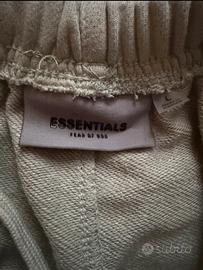 ESSENTIALS
FEAR OF GOD
L
subito